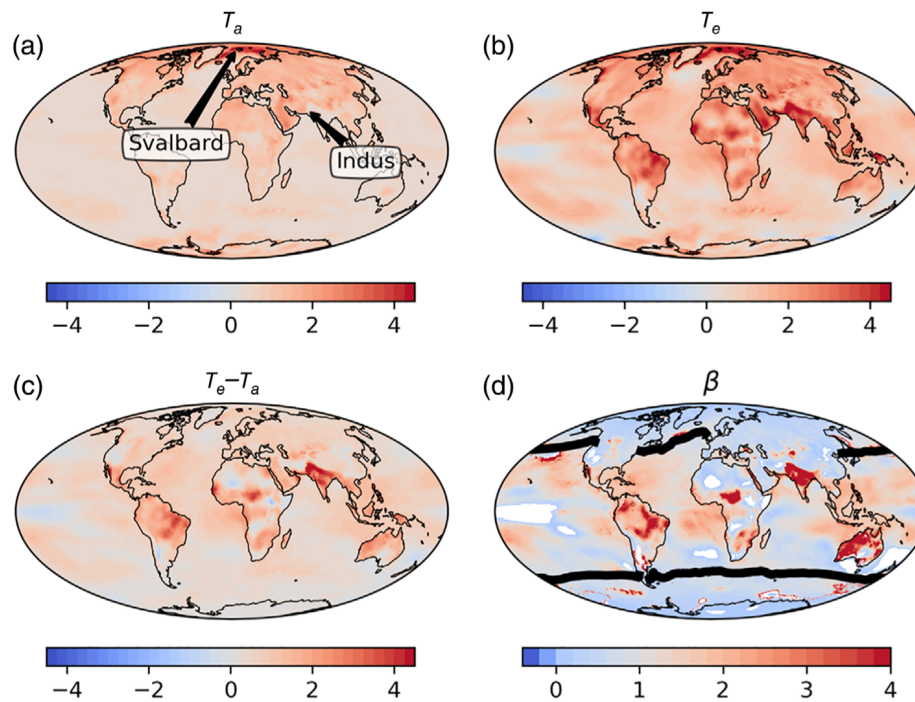 (a)
Tₐ
Svalbard
Indus
−4 −2 0 2 4
(b)
Tₑ
−4 −2 0 2 4
(c)
Tₑ−Tₐ
−4 −2 0 2 4
(d)
β
0 1 2 3 4